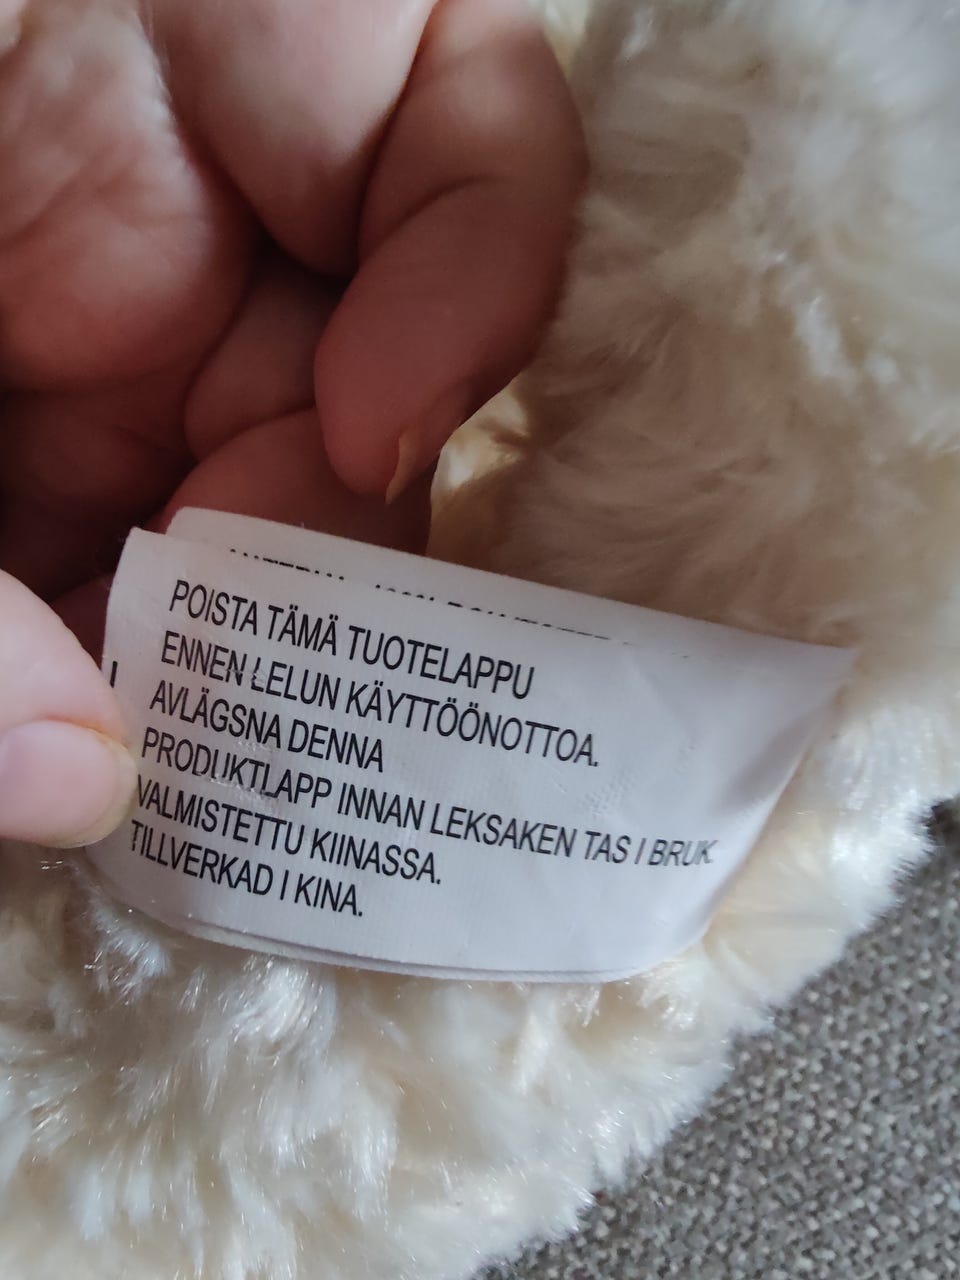 POISTA TÄMÄ TUOTELAPPU
ENNEN LELUN KÄYTTÖÖNOTTOA.
AVLÄGSNA DENNA
PRODUKTLAPP INNAN LEKSAKEN TAS I BRUK.
VALMISTETTU KIINASSA.
TILLVERKAD I KINA.